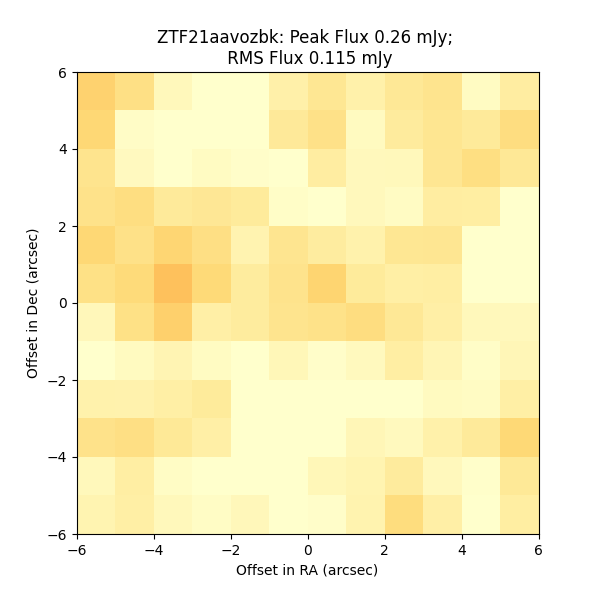 ZTF21aavozbk: Peak Flux 0.26 mJy;
RMS Flux 0.115 mJy
6
4
2
0
−2
−4
−6
Offset in Dec (arcsec)
−6 −4 −2 0 2 4 6
Offset in RA (arcsec)